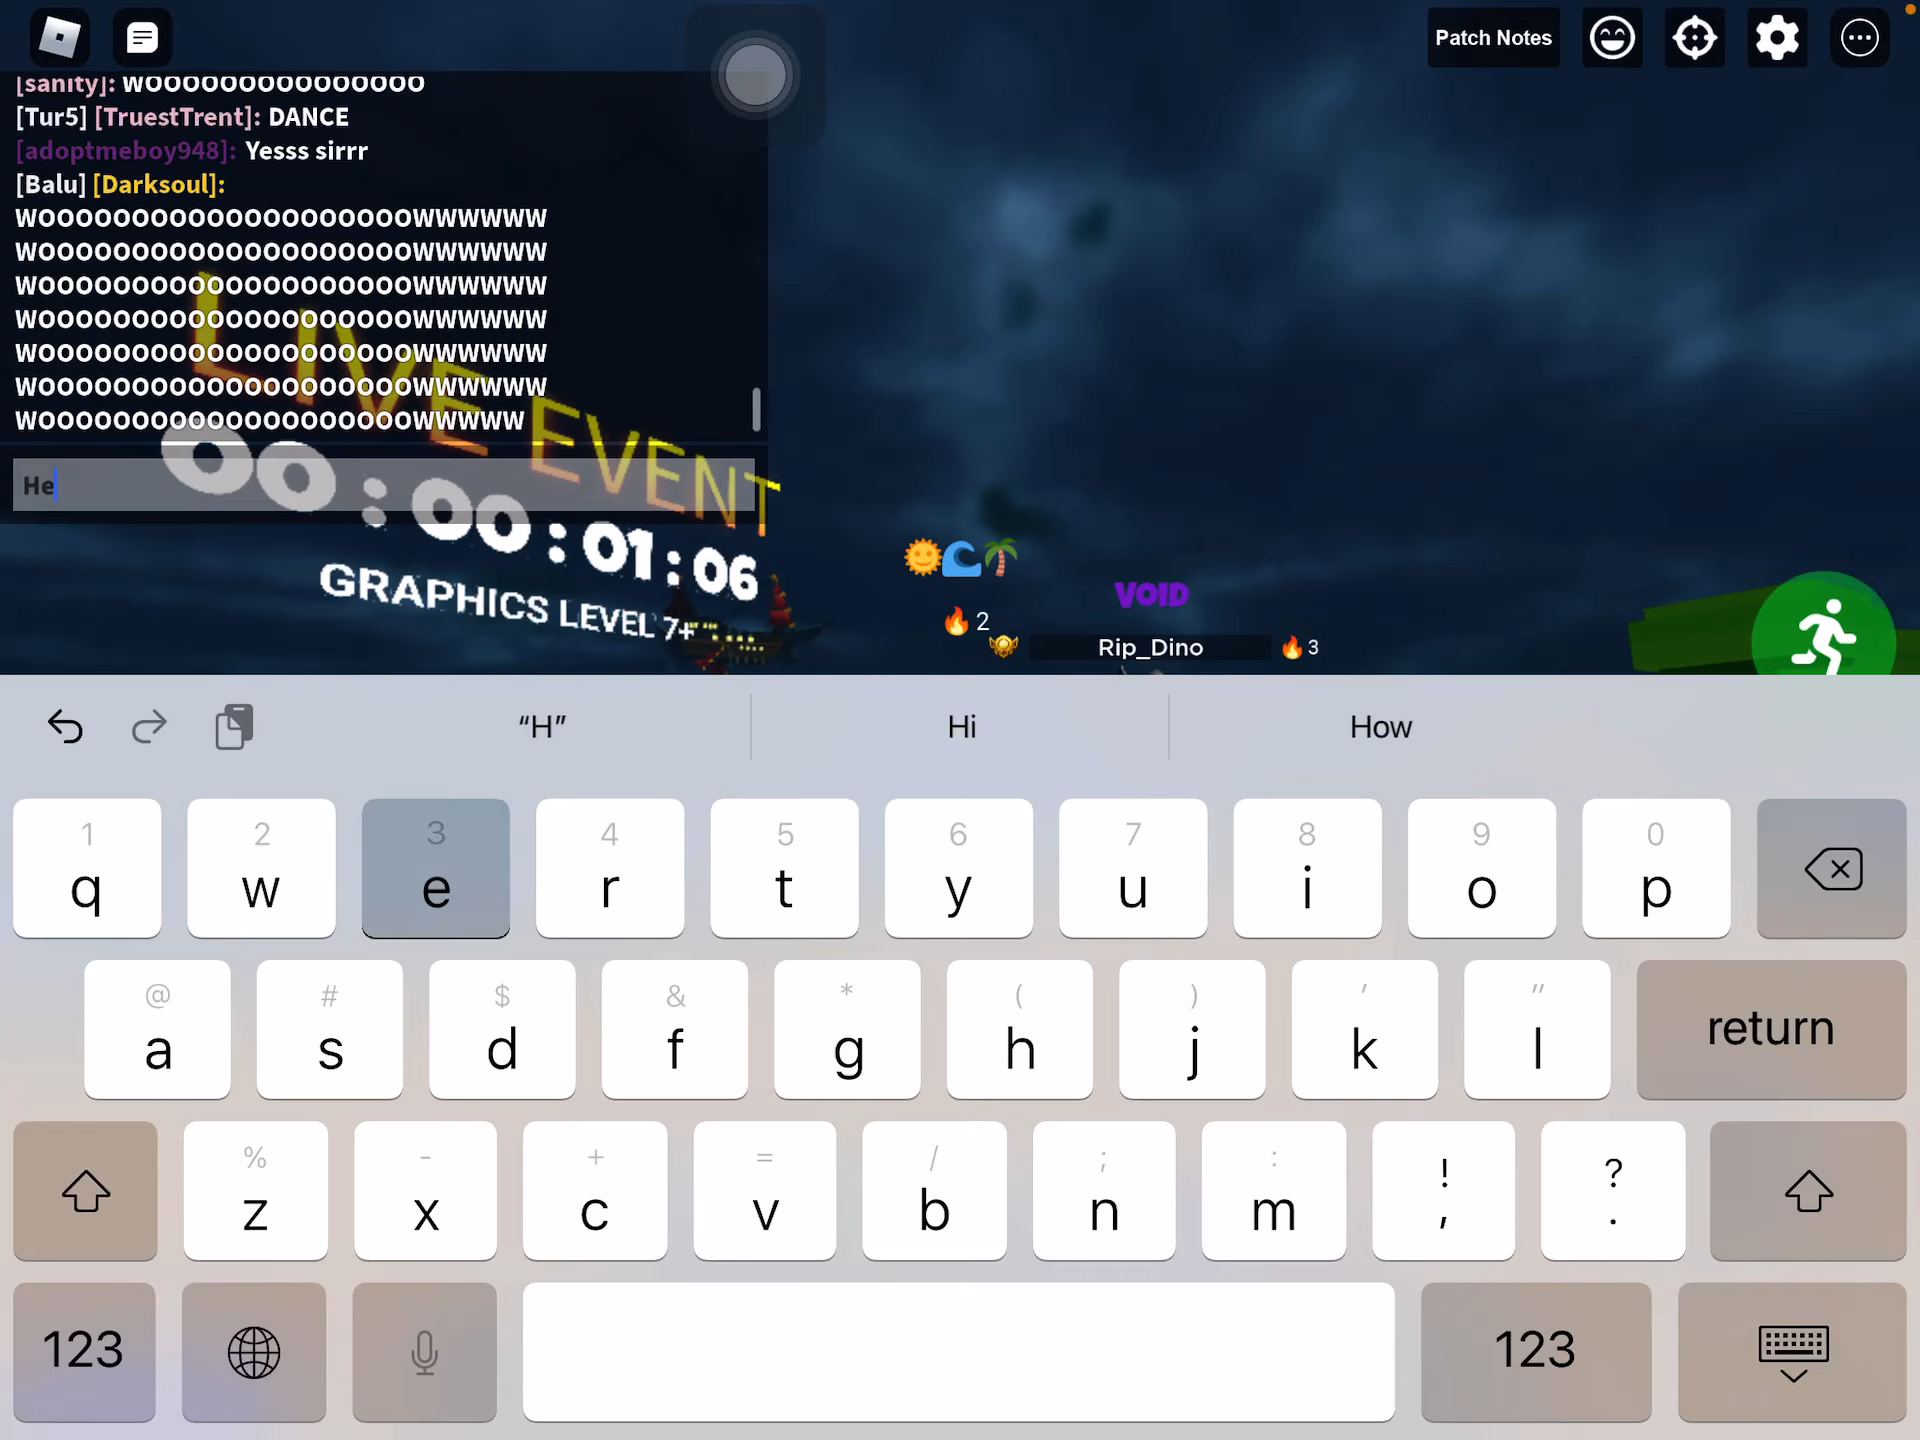 Patch Notes
[sanity]: WOOOOOOOOOOOOOOO
[Tur5] [TruestTrent]: DANCE
[adoptmeboy948]: Yesss sirrr
[Balu] [Darksoul]:
WOOOOOOOOOOOOOOOOOOOOWWWWWW
WOOOOOOOOOOOOOOOOOOOOWWWWWW
WOOOOOOOOOOOOOOOOOOOOWWWWWW
WOOOOOOOOOOOOOOOOOOOOWWWWWW
WOOOOOOOOOOOOOOOOOOOOWWWWWW
WOOOOOOOOOOOOOOOOOOOOWWWWWW
WOOOOOOOOOOOOOOOOOOOOWWWWW
He
LIVE EVENT
00:00:01:06
GRAPHICS LEVEL 7+
VOID
2
Rip_Dino 3
“H” Hi How
1 2 3 4 5 6 7 8 9 0
q w e r t y u i o p
@ # $ & * ( ) ' "
a s d f g h j k l return
% - + = / ; : ! ?
z x c v b n m , .
123 123